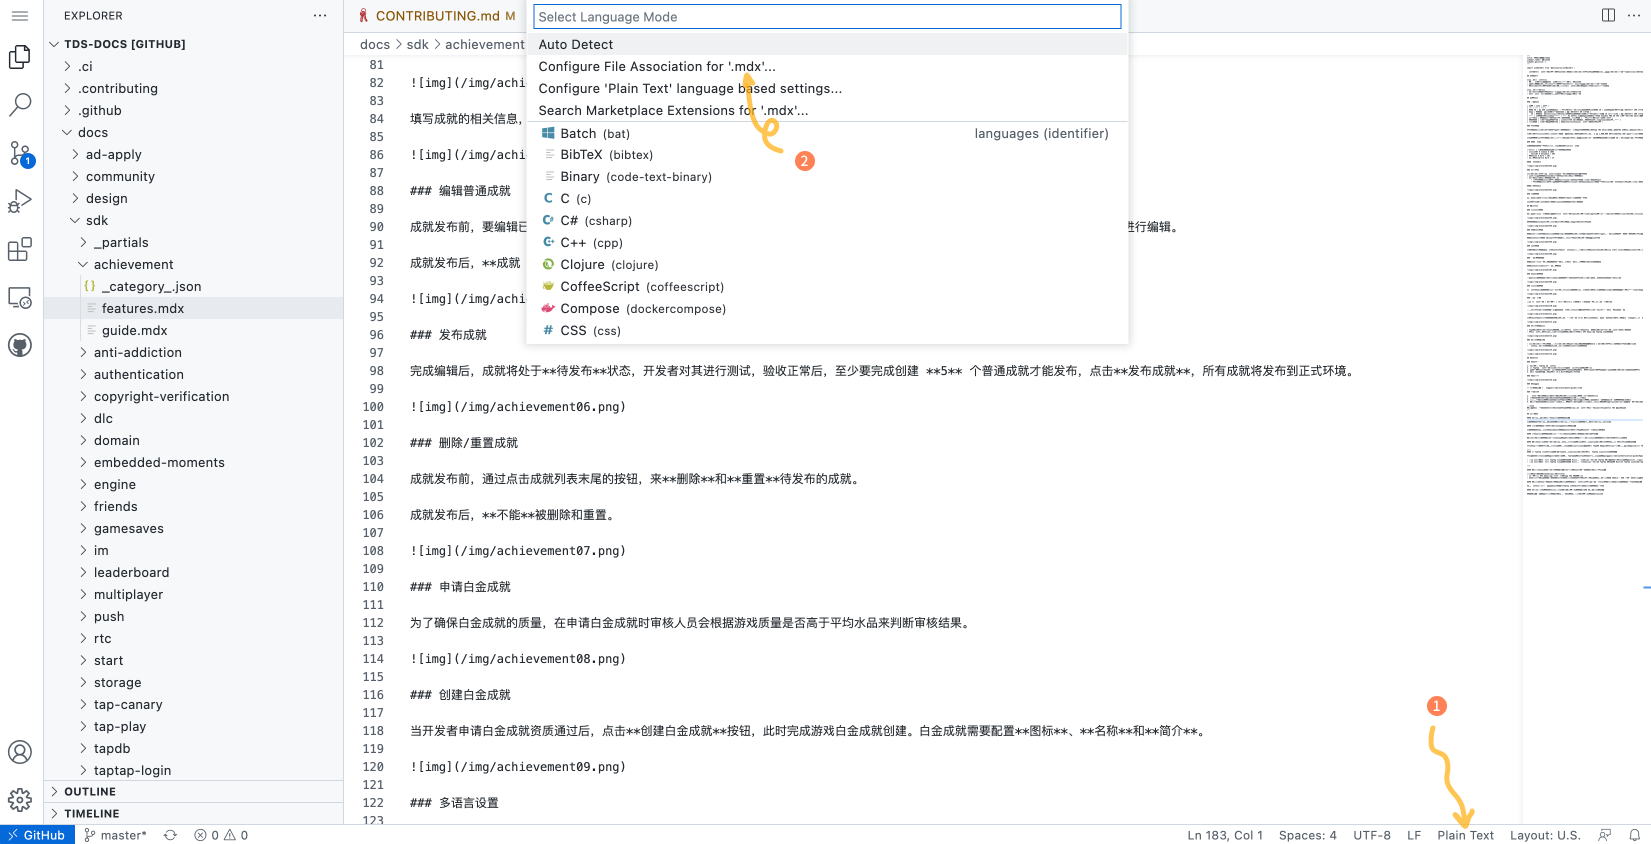 EXPLORER
TDS-DOCS [GITHUB]
.ci
.contributing
.github
docs
ad-apply
community
design
sdk
_partials
achievement
_category_.json
features.mdx
guide.mdx
anti-addiction
authentication
copyright-verification
dlc
domain
embedded-moments
engine
friends
gamesaves
im
leaderboard
multiplayer
push
rtc
start
storage
tap-canary
tap-play
tapdb
taptap-login
OUTLINE
TIMELINE
1
CONTRIBUTING.md M
docs > sdk > achievement
Select Language Mode
Auto Detect
Configure File Association for '.mdx'...
Configure 'Plain Text' language based settings...
Search Marketplace Extensions for '.mdx'...
Batch (bat) languages (identifier)
BibTeX (bibtex)
Binary (code-text-binary)
C (c)
C# (csharp)
C++ (cpp)
Clojure (clojure)
CoffeeScript (coffeescript)
Compose (dockercompose)
CSS (css)
2
81
82 ![img](/img/ac
83
84 填写成就的相关信息，
85
86 ![img](/img/ac
87
88 ### 编辑普通成就
89
90 成就发布前，要编辑已 进行编辑。
91
92 成就发布后，**成就
93
94 ![img](/img/ac
95
96 ### 发布成就
97
98 完成编辑后，成就将处于**待发布**状态，开发者对其进行测试，验收正常后，至少要完成创建 **5** 个普通成就才能发布，点击**发布成就**，所有成就将发布到正式环境。
99
100 ![img](/img/achievement06.png)
101
102 ### 删除/重置成就
103
104 成就发布前，通过点击成就列表末尾的按钮，来**删除**和**重置**待发布的成就。
105
106 成就发布后，**不能**被删除和重置。
107
108 ![img](/img/achievement07.png)
109
110 ### 申请白金成就
111
112 为了确保白金成就的质量，在申请白金成就时审核人员会根据游戏质量是否高于平均水品来判断审核结果。
113
114 ![img](/img/achievement08.png)
115
116 ### 创建白金成就
117
118 当开发者申请白金成就资质通过后，点击**创建白金成就**按钮，此时完成游戏白金成就创建。白金成就需要配置**图标**、**名称**和**简介**。
119
120 ![img](/img/achievement09.png)
121
122 ### 多语言设置
123
1
GitHub master* 0 0 Ln 183, Col 1 Spaces: 4 UTF-8 LF Plain Text Layout: U.S.